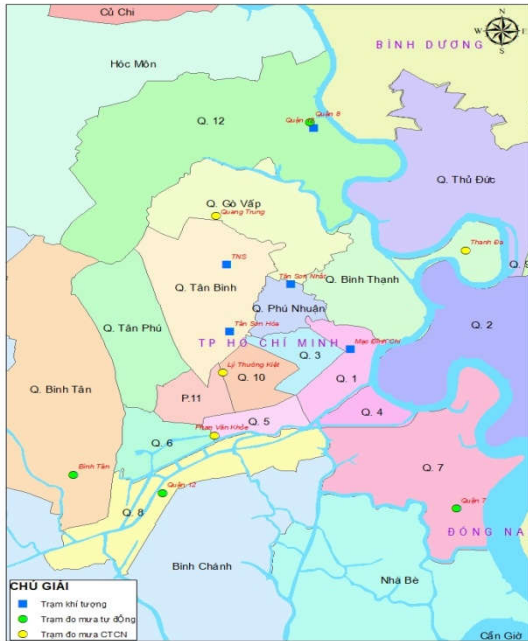 Củ Chi
N
W E
S
BÌNH DƯƠNG
Hóc Môn
Quận Quận 8
Q. 12
Q. Thủ Đức
Q. Gò Vấp
Quang Trung
Thanh Đa
TNS
Q. 9
Tân Sơn Nhất
Q. Bình Thạnh
Q. Tân Bình
Q. Phú Nhuận
Q. Tân Phú
Q. 2
Tân Sơn Hòa
TP HỒ CHÍ MINH
Mạc Đĩnh Chi
Q. 3
Lý Thường Kiệt
Q. 10
Q. 1
Q. Bình Tân
P.11
Q. 4
Q. 5
Phan Văn Khỏe
Q. 6
Q. 7
Bình Tân
Quận 12
Quận 7
Q. 8
ĐỒNG NA
Bình Chánh
Nhà Bè
CHÚ GIẢI
Trạm khí tượng
Trạm đo mưa tự động
Trạm đo mưa CTCN
Cần Giờ